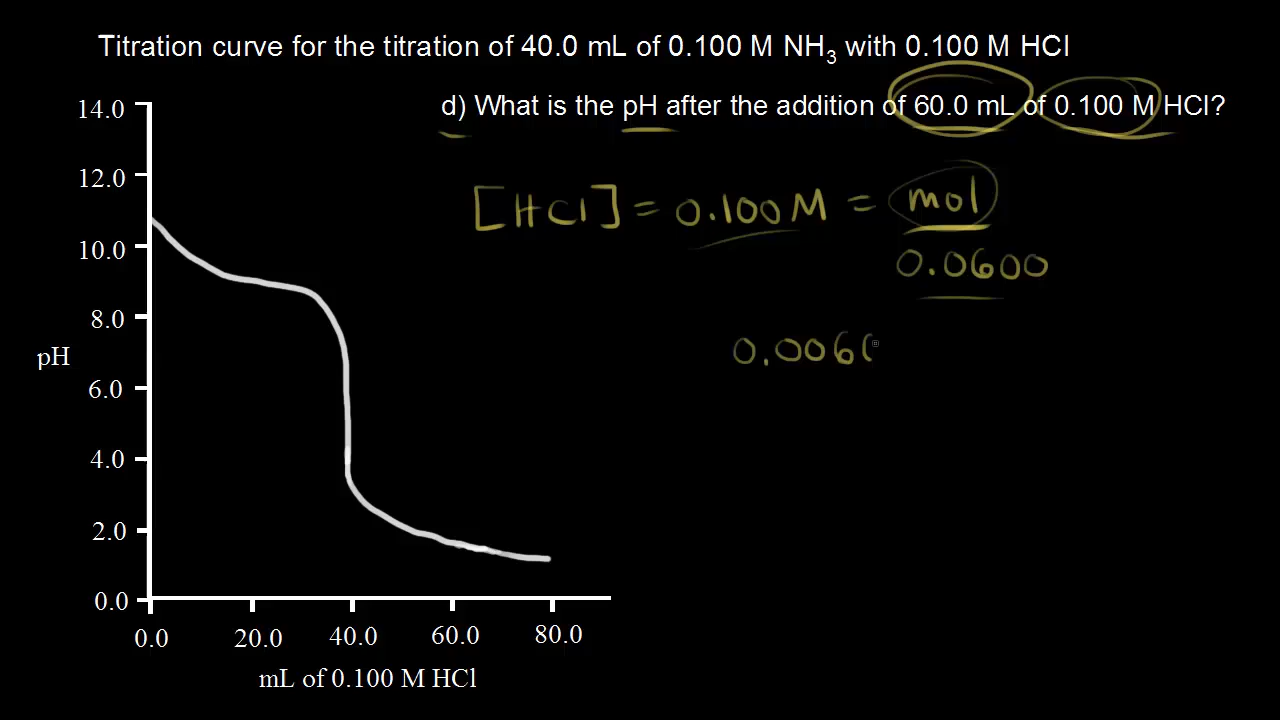 Titration curve for the titration of 40.0 mL of 0.100 M NH₃ with 0.100 M HCl
d) What is the pH after the addition of 60.0 mL of 0.100 M HCl?
[HCl] = 0.100 M = mol
0.0600
0.006
14.0
12.0
10.0
8.0
pH
6.0
4.0
2.0
0.0
0.0 20.0 40.0 60.0 80.0
mL of 0.100 M HCl